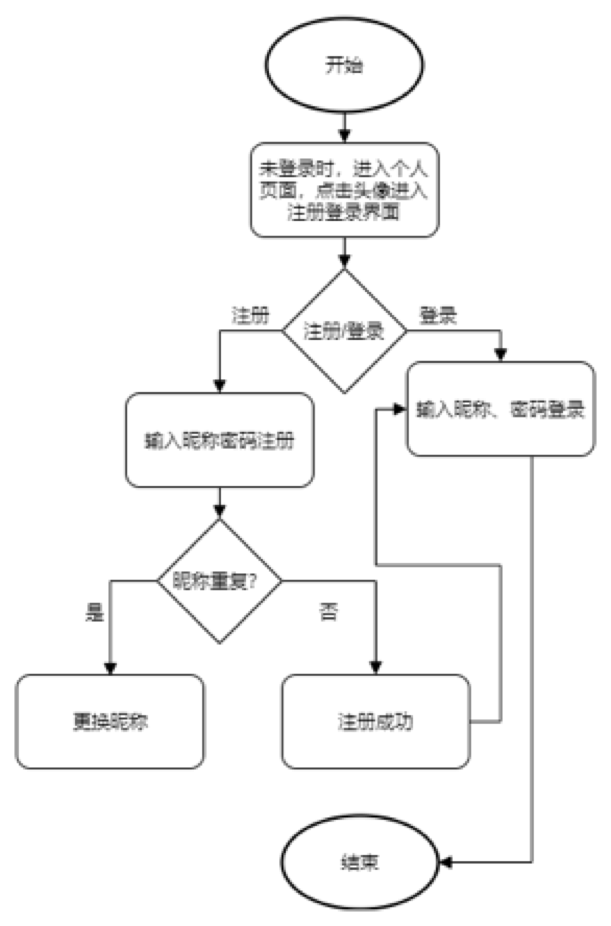 开始
未登录时，进入个人
页面，点击头像进入
注册登录界面
注册
注册/登录
登录
输入昵称、密码登录
输入昵称密码注册
昵称重复?
是
否
更换昵称
注册成功
结束